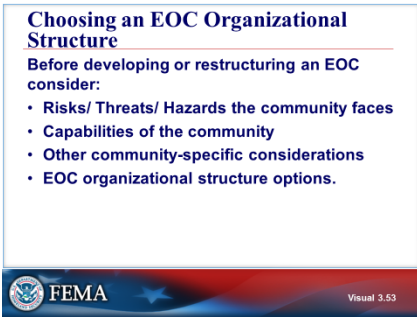 Choosing an EOC Organizational
Structure
Before developing or restructuring an EOC
consider:
• Risks/ Threats/ Hazards the community faces
• Capabilities of the community
• Other community-specific considerations
• EOC organizational structure options.
FEMA
Visual 3.53